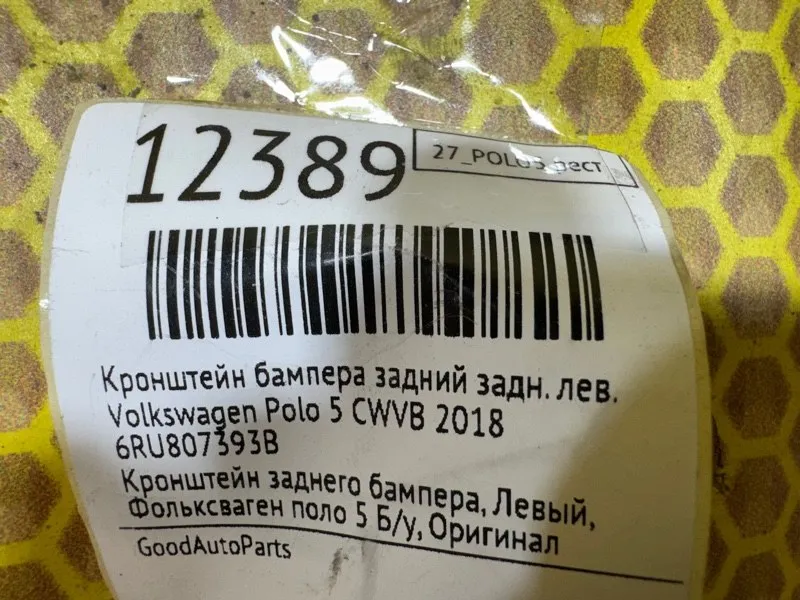 12389
27_POLO5_рест
Кронштейн бампера задний задн. лев.
Volkswagen Polo 5 CWVB 2018
6RU807393B
Кронштейн заднего бампера, Левый,
Фольксваген поло 5 Б/у, Оригинал
GoodAutoParts